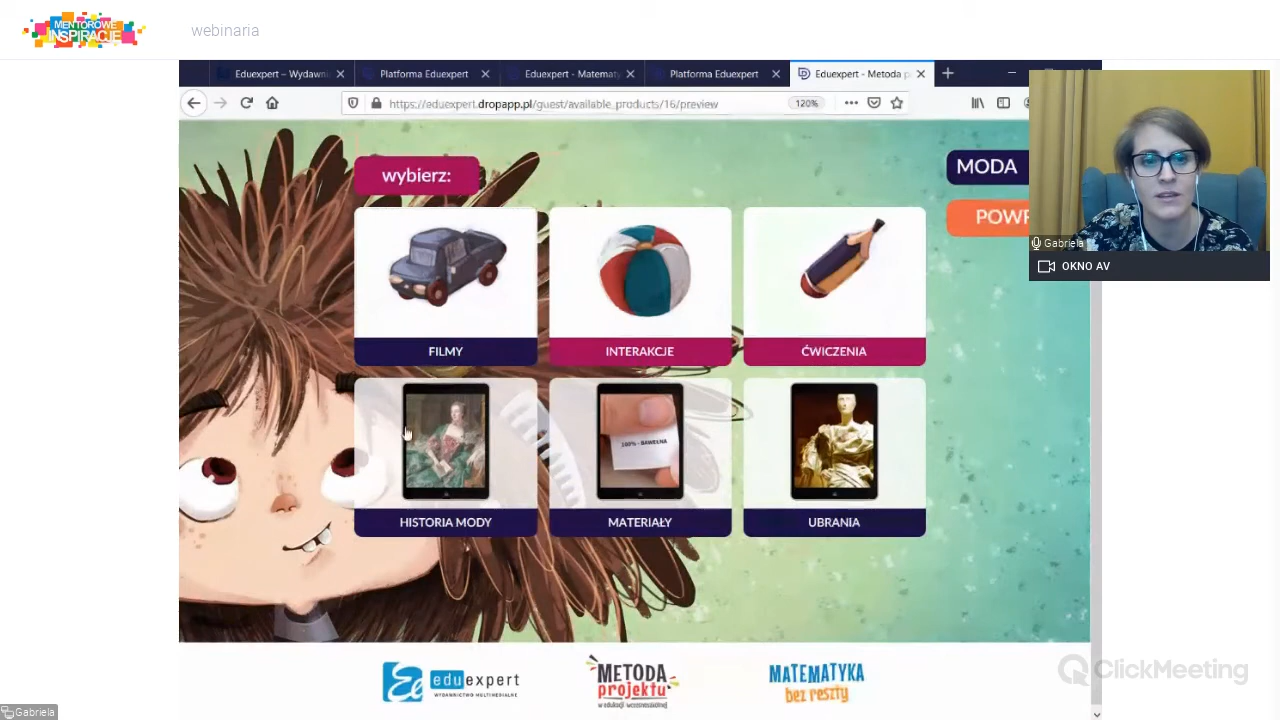 MENTOROWE
INSPIRACJE
webinaria
Eduexpert – Wydawni
Platforma Eduexpert
Eduexpert - Matemat
Platforma Eduexpert
Eduexpert - Metoda p
https://eduexpert.dropapp.pl/guest/available_products/16/preview
120%
wybierz:
MODA
POWR
Gabriela
OKNO AV
FILMY
INTERAKCJE
ĆWICZENIA
100% - BAWEŁNA
HISTORIA MODY
MATERIAŁY
UBRANIA
eduexpert
WYDAWNICTWO MULTIMEDIALNE
METODA
projektu
w edukacji wczesnoszkolnej
MATEMATYKA
bez reszty
ClickMeeting
Gabriela